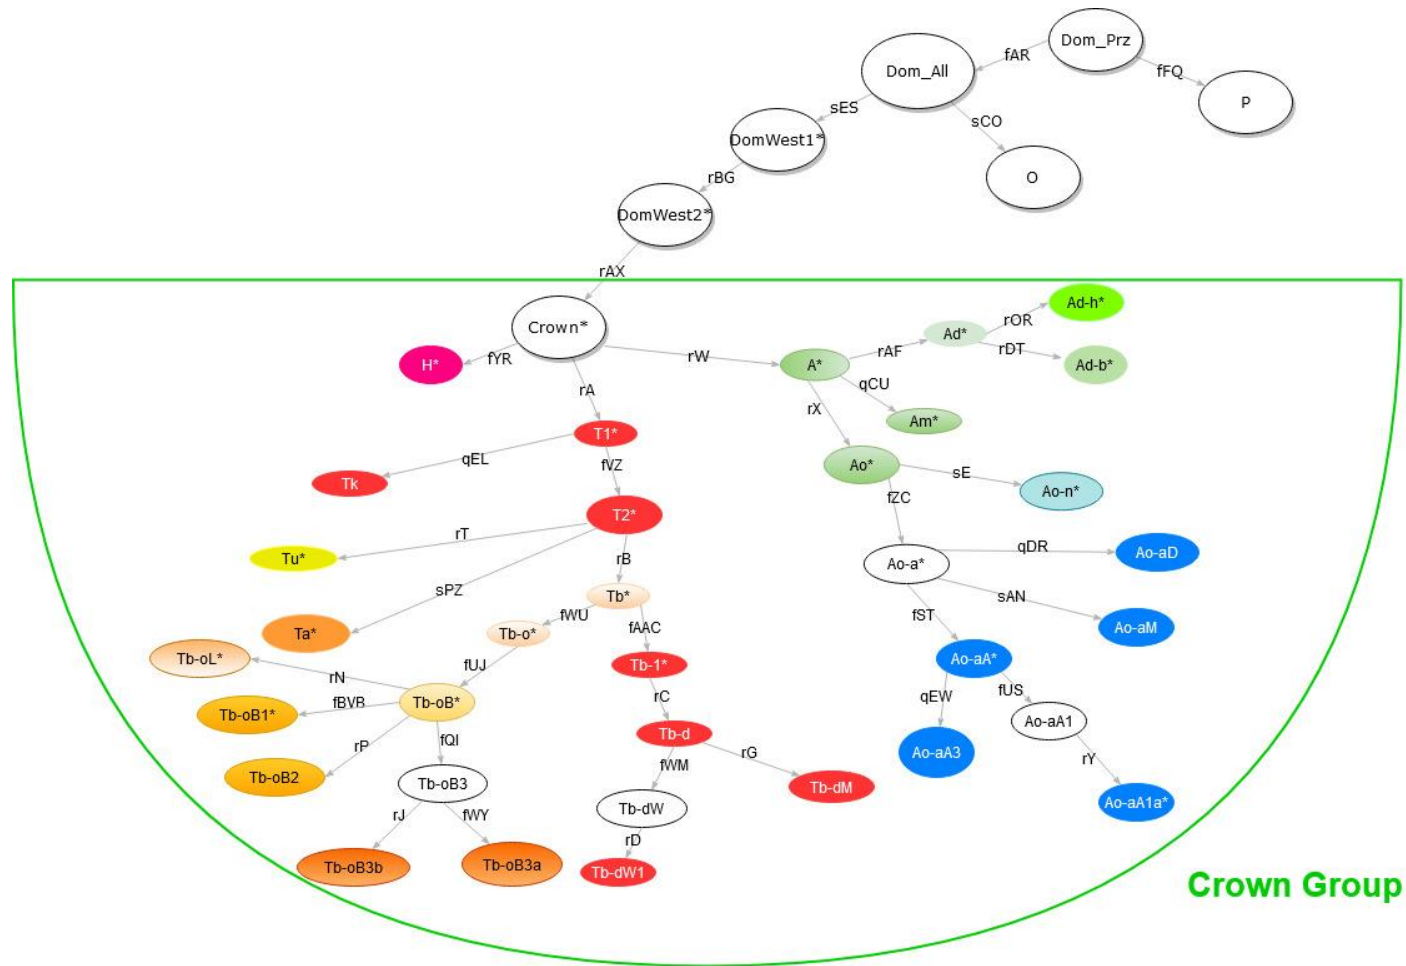 Dom_Prz
fAR
Dom_All
fFQ
P
sES
sCO
DomWest1*
O
rBG
DomWest2*
rAX
Crown*
Ad-h*
rOR
Ad*
rAF
rDT
Ad-b*
rW
A*
H*
fYR
qCU
rA
rX
Am*
T1*
qEL
fVZ
Ao*
sE
Tk
Ao-n*
fZC
T2*
rT
Tu*
rB
Ao-a*
qDR
Ao-aD
sPZ
Tb*
sAN
fWU
fST
Ta*
Tb-o*
fAAC
Ao-aM
Tb-oL*
fUJ
Tb-1*
Ao-aA*
rN
fUS
rC
qEW
Tb-oB1*
fBVB
Tb-oB*
Ao-aA1
Tb-d
fQI
rP
rG
Ao-aA3
rY
fWM
Tb-oB2
Tb-oB3
Tb-dM
Ao-aA1a*
Tb-dW
rJ
fWY
rD
Tb-oB3b
Tb-oB3a
Tb-dW1
Crown Group